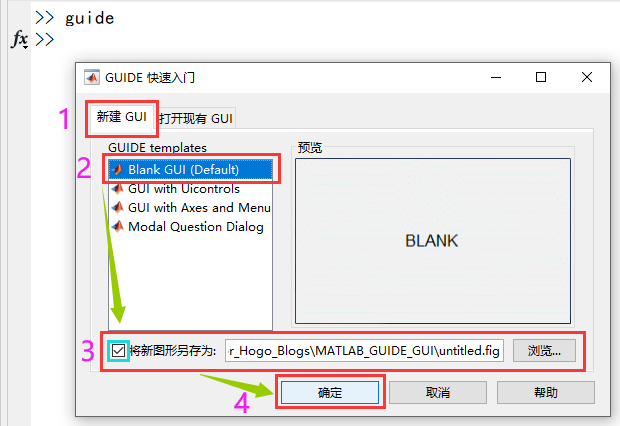 >> guide
fx >>
GUIDE 快速入门
1 新建 GUI 打开现有 GUI
GUIDE templates
预览
2 Blank GUI (Default)
GUI with Uicontrols
GUI with Axes and Menu
Modal Question Dialog
BLANK
3 将新图形另存为: r_Hogo_Blogs\MATLAB_GUIDE_GUI\untitled.fig 浏览...
4 确定 取消 帮助